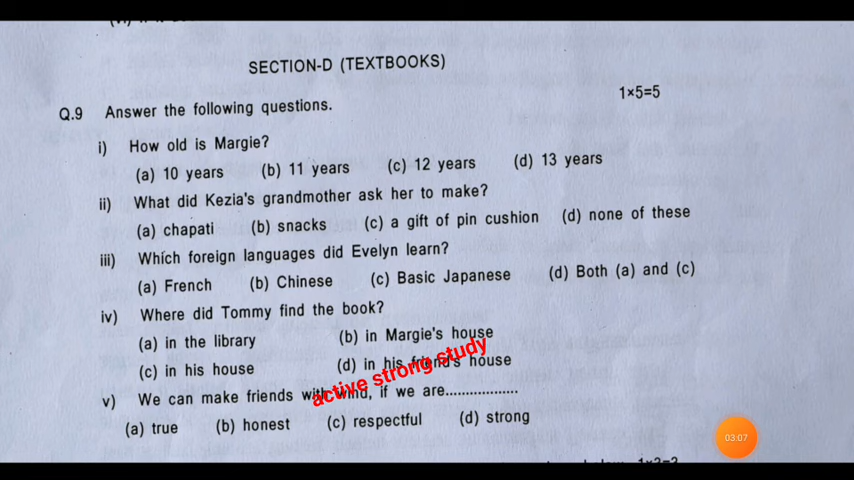 SECTION-D (TEXTBOOKS)
1×5=5
Q.9 Answer the following questions.
i) How old is Margie?
(a) 10 years (b) 11 years (c) 12 years (d) 13 years
ii) What did Kezia's grandmother ask her to make?
(a) chapati (b) snacks (c) a gift of pin cushion (d) none of these
iii) Which foreign languages did Evelyn learn?
(a) French (b) Chinese (c) Basic Japanese (d) Both (a) and (c)
iv) Where did Tommy find the book?
(a) in the library (b) in Margie's house
(c) in his house (d) in his friend's house
active strong study
v) We can make friends with wind, if we are..................
(a) true (b) honest (c) respectful (d) strong
03:07